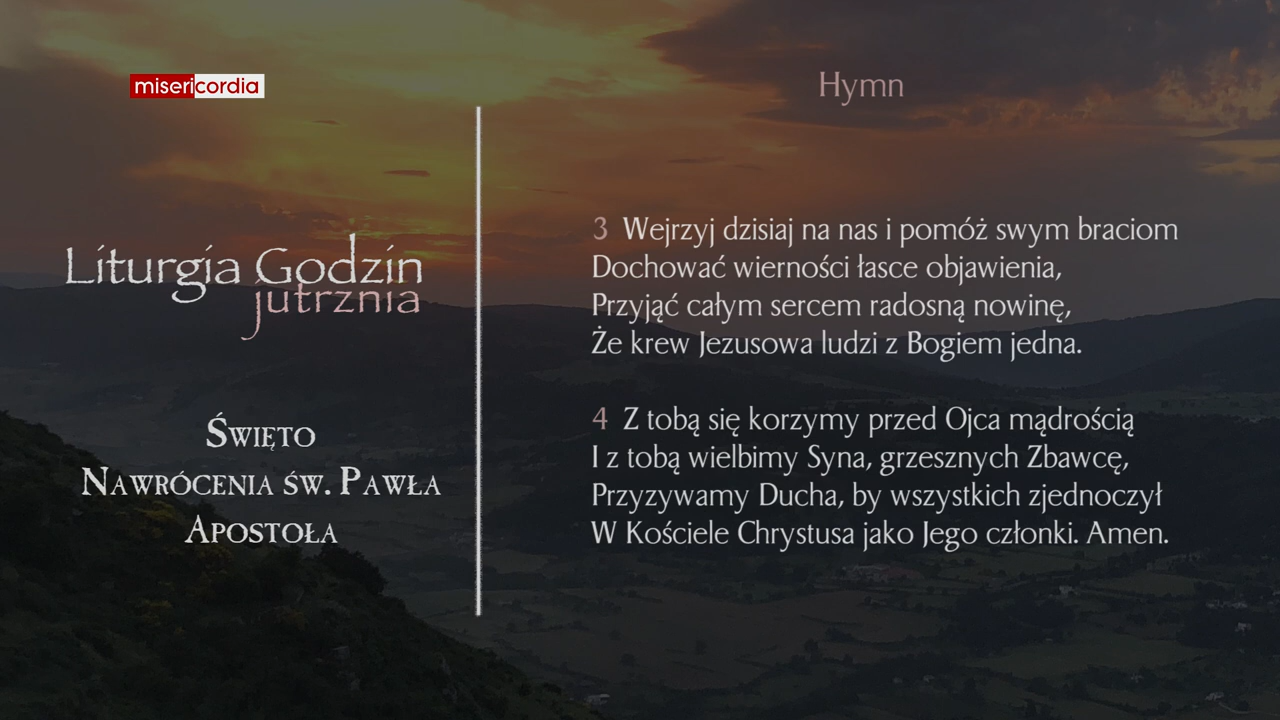 misericordia
Liturgia Godzin
jutrznia
Święto
Nawrócenia św. Pawła
Apostoła
Hymn
3 Wejrzyj dzisiaj na nas i pomóż swym braciom
Dochować wierności łasce objawienia,
Przyjąć całym sercem radosną nowinę,
Że krew Jezusowa ludzi z Bogiem jedna.
4 Z tobą się korzymy przed Ojca mądrością
I z tobą wielbimy Syna, grzesznych Zbawcę,
Przyzywamy Ducha, by wszystkich zjednoczył
W Kościele Chrystusa jako Jego członki. Amen.